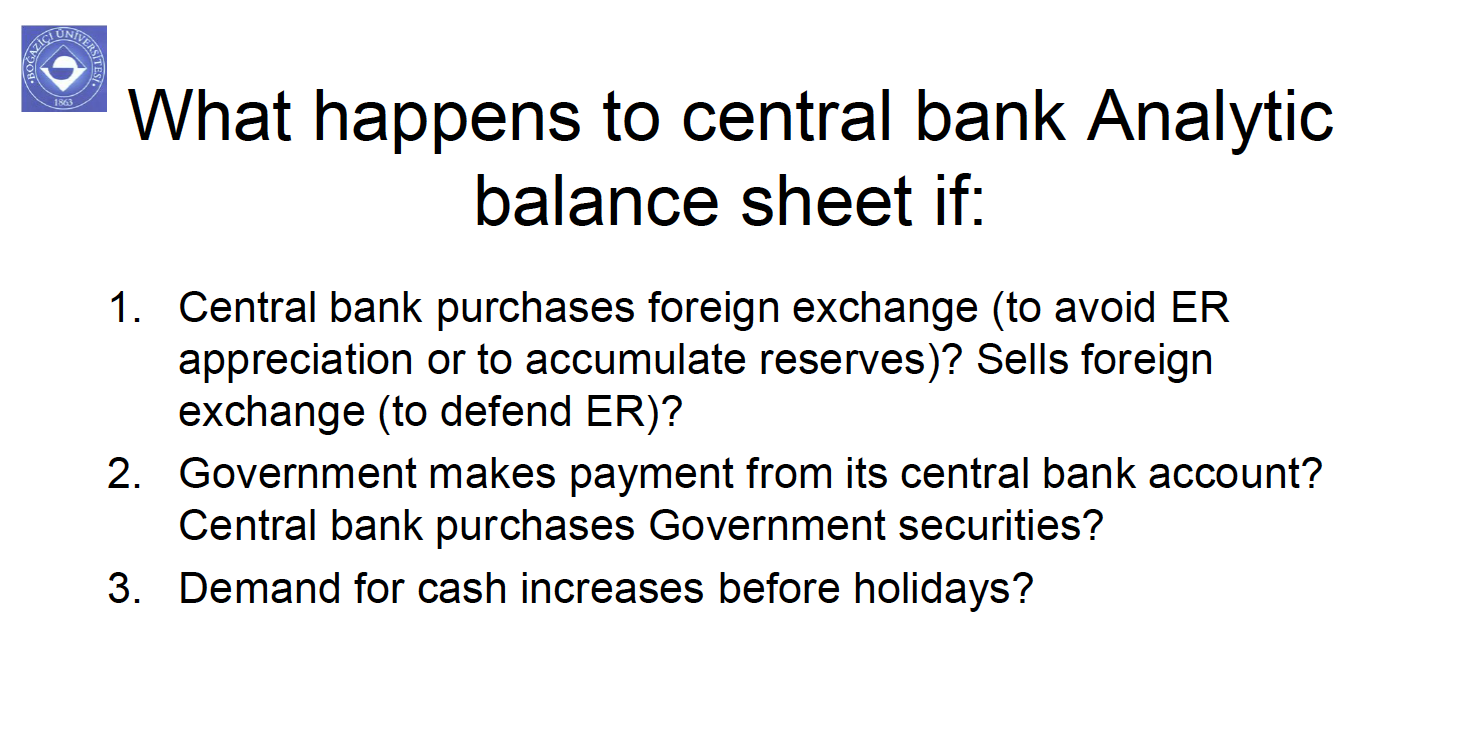 BOĞAZİÇİ ÜNİVERSİTESİ
1863
What happens to central bank Analytic
balance sheet if:
1. Central bank purchases foreign exchange (to avoid ER
appreciation or to accumulate reserves)? Sells foreign
exchange (to defend ER)?
2. Government makes payment from its central bank account?
Central bank purchases Government securities?
3. Demand for cash increases before holidays?